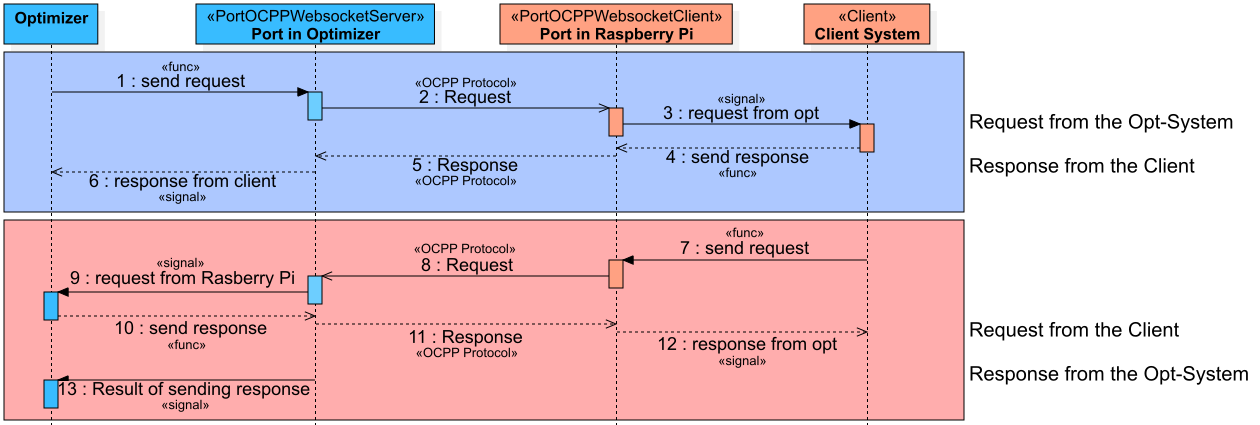 Optimizer
«PortOCPPWebsocketServer»
Port in Optimizer
«PortOCPPWebsocketClient»
Port in Raspberry Pi
«Client»
Client System
«func»
1 : send request
«OCPP Protocol»
2 : Request
«signal»
3 : request from opt
Request from the Opt-System
4 : send response
«func»
5 : Response
«OCPP Protocol»
Response from the Client
6 : response from client
«signal»
«func»
7 : send request
«OCPP Protocol»
8 : Request
«signal»
9 : request from Rasberry Pi
10 : send response
«func»
Request from the Client
11 : Response
«OCPP Protocol»
12 : response from opt
«signal»
Response from the Opt-System
13 : Result of sending response
«signal»